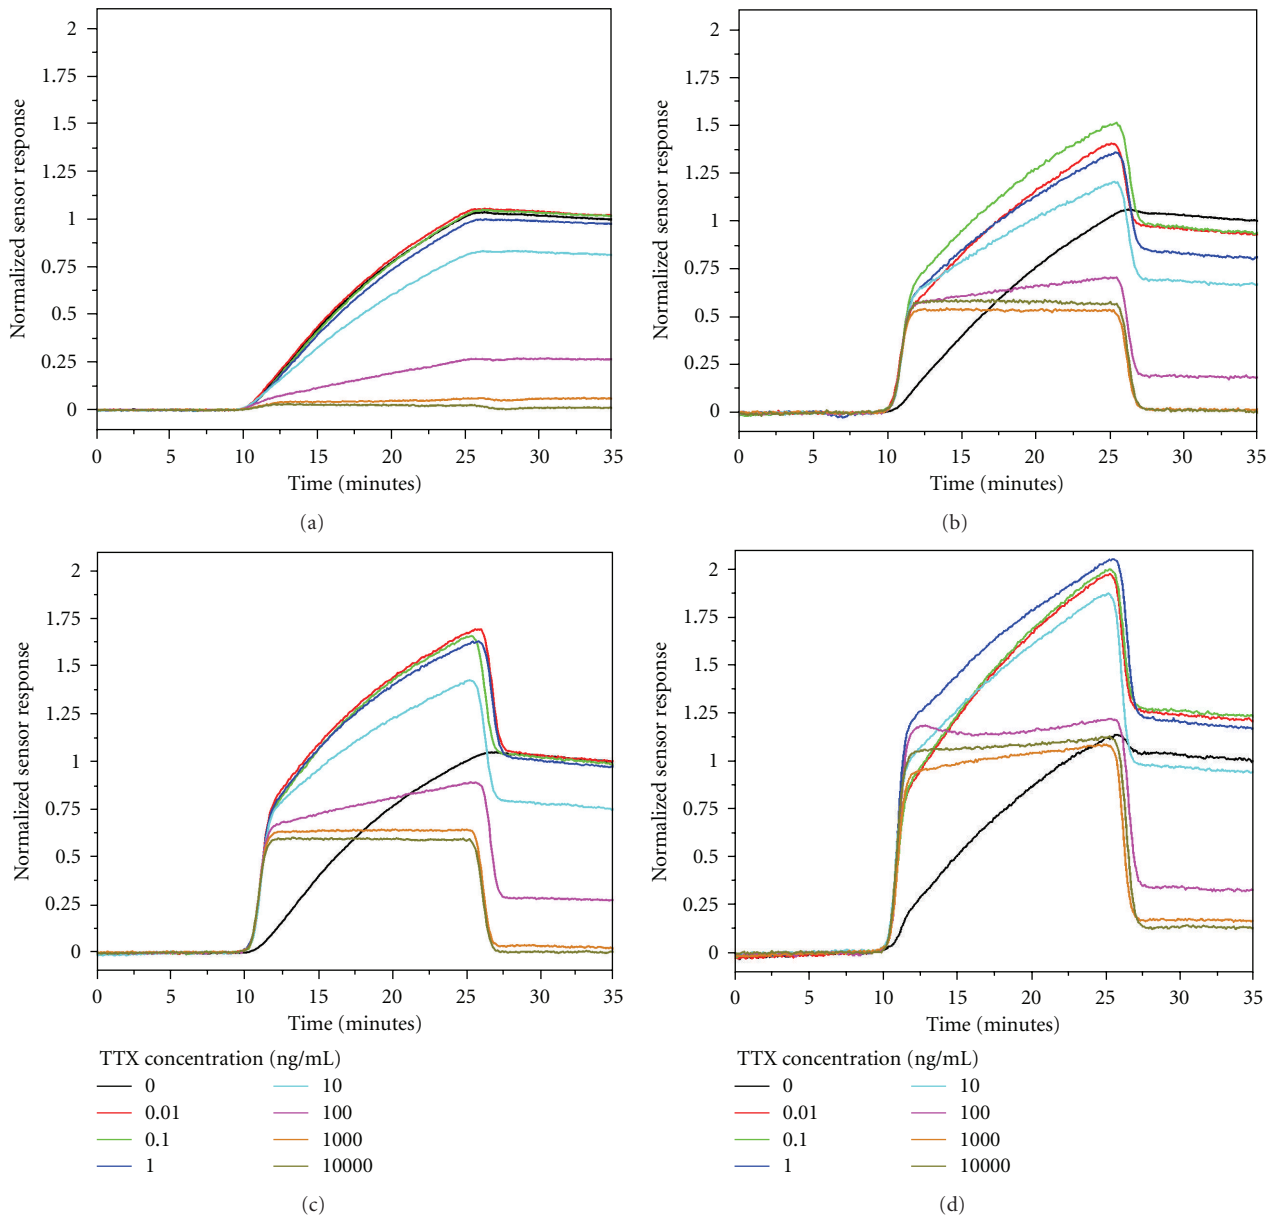 2
1.75
1.5
1.25
1
0.75
0.5
0.25
0
Normalized sensor response
0 5 10 15 20 25 30 35
Time (minutes)
(a)
2
1.75
1.5
1.25
1
0.75
0.5
0.25
0
Normalized sensor response
0 5 10 15 20 25 30 35
Time (minutes)
(b)
2
1.75
1.5
1.25
1
0.75
0.5
0.25
0
Normalized sensor response
0 5 10 15 20 25 30 35
Time (minutes)
TTX concentration (ng/mL)
0 10
0.01 100
0.1 1000
1 10000
(c)
2
1.75
1.5
1.25
1
0.75
0.5
0.25
0
Normalized sensor response
0 5 10 15 20 25 30 35
Time (minutes)
TTX concentration (ng/mL)
0 10
0.01 100
0.1 1000
1 10000
(d)